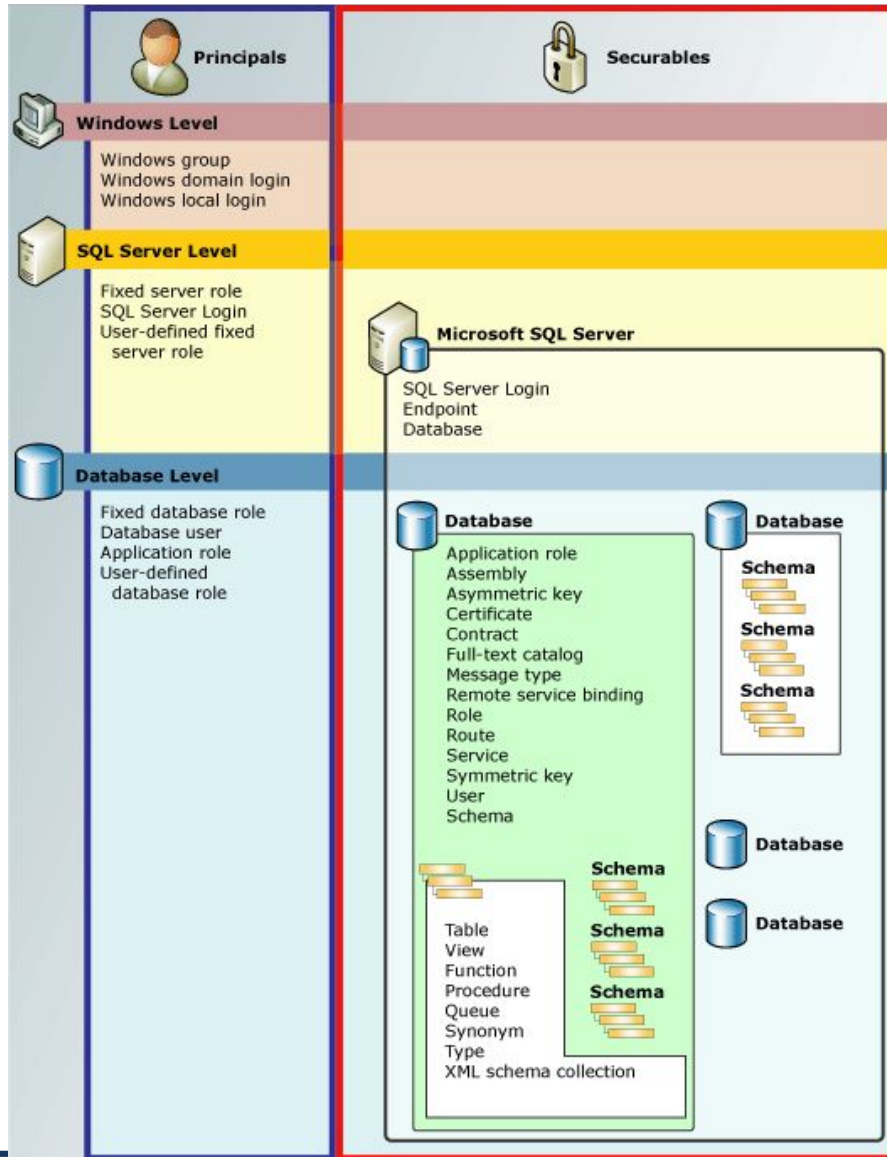 Principals
Securables
Windows Level
Windows group
Windows domain login
Windows local login
SQL Server Level
Fixed server role
SQL Server Login
User-defined fixed
server role
Microsoft SQL Server
SQL Server Login
Endpoint
Database
Database Level
Fixed database role
Database user
Application role
User-defined
database role
Database
Application role
Assembly
Asymmetric key
Certificate
Contract
Full-text catalog
Message type
Remote service binding
Role
Route
Service
Symmetric key
User
Schema
Table
View
Function
Procedure
Queue
Synonym
Type
XML schema collection
Schema
Schema
Schema
Database
Schema
Schema
Schema
Database
Database